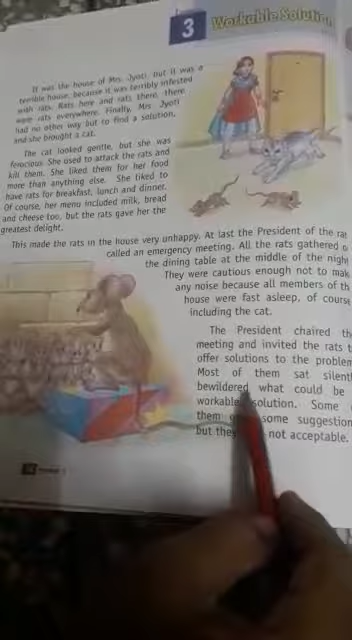 3
Workable Solution
It was the house of Mrs. Jyoti, but it was a
terrible house, because it was terribly infested
with rats. Rats here and rats there, there
were rats everywhere. Finally, Mrs Jyoti
had no other way but to find a solution,
and she brought a cat.
The cat looked gentle, but she was
ferocious. She used to attack the rats and
kill them. She liked them for her food
more than anything else. She liked to
have rats for breakfast, lunch and dinner.
Of course, her menu included milk, bread
and cheese too, but the rats gave her the
greatest delight.
This made the rats in the house very unhappy. At last the President of the rat
called an emergency meeting. All the rats gathered o
the dining table at the middle of the night
They were cautious enough not to mak
any noise because all members of th
house were fast asleep, of course
including the cat.
The President chaired th
meeting and invited the rats t
offer solutions to the problem
Most of them sat silent
bewildered what could be
workable solution. Some
them some suggestion
but they not acceptable.